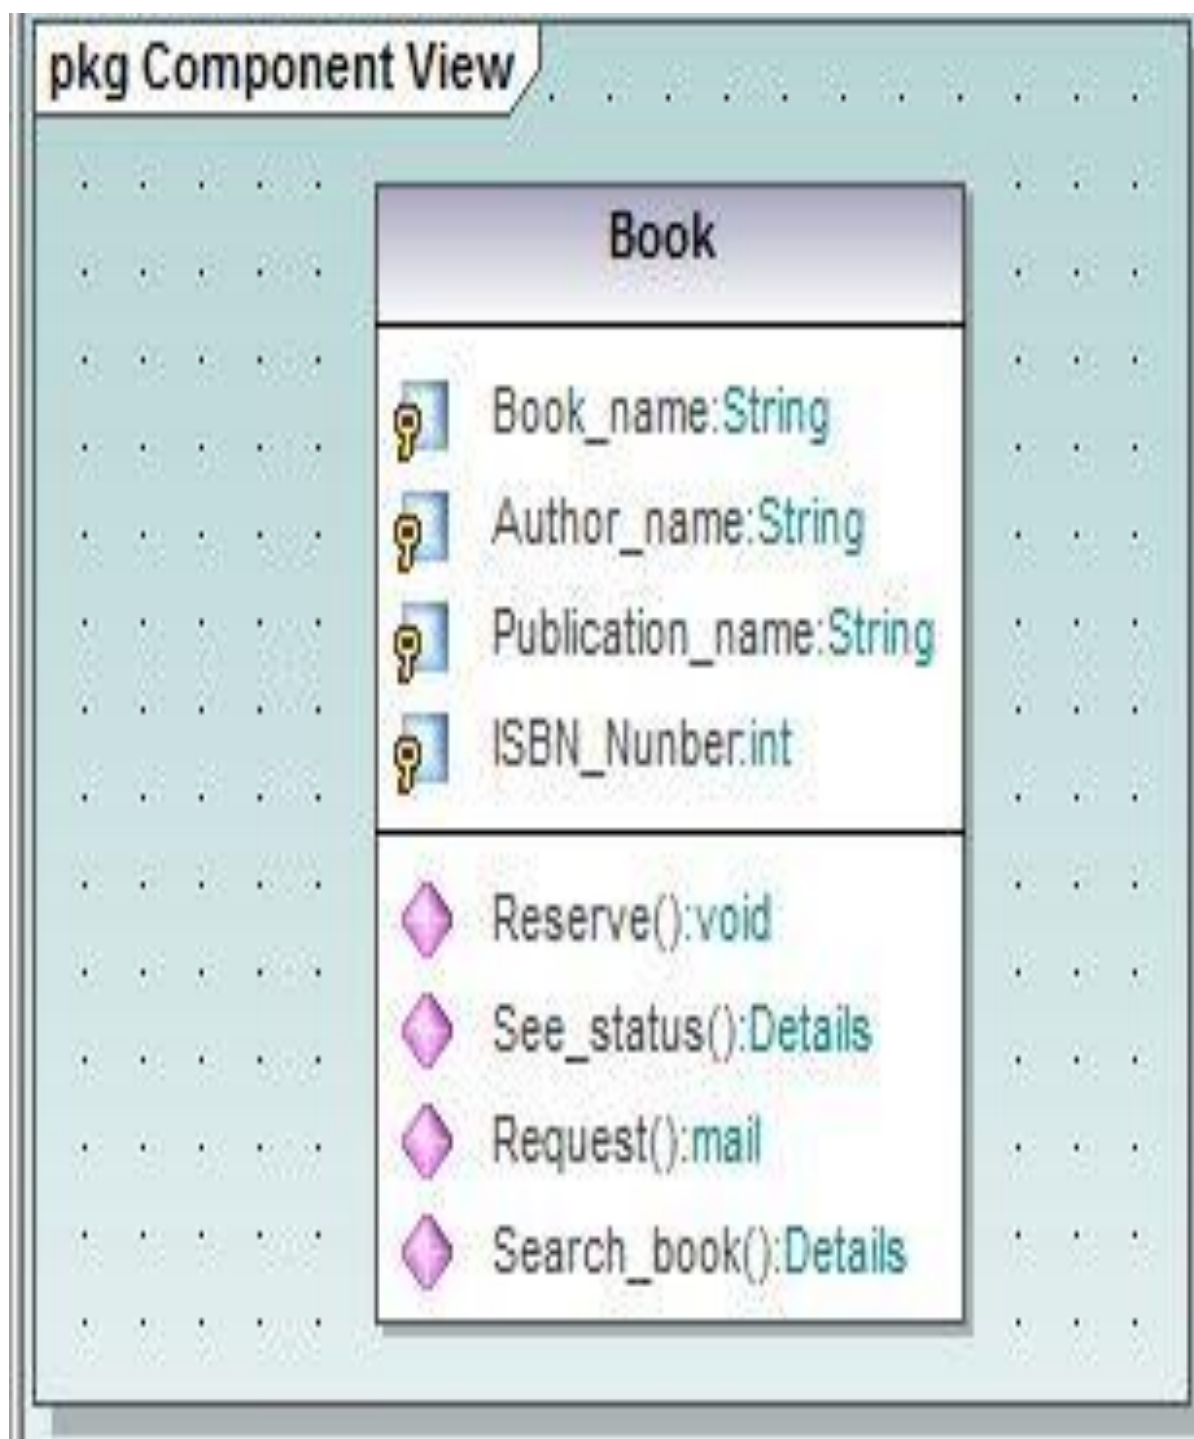 pkg Component View
Book
Book_name:String
Author_name:String
Publication_name:String
ISBN_Nunber:int
Reserve():void
See_status():Details
Request():mail
Search_book():Details